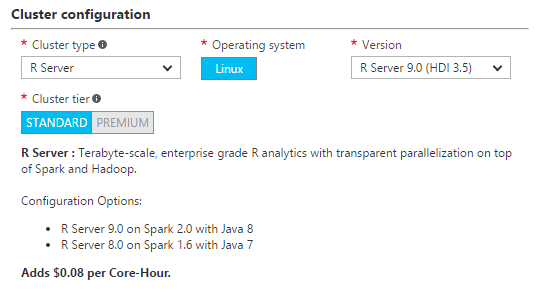 Cluster configuration
* Cluster type * Operating system * Version
R Server Linux R Server 9.0 (HDI 3.5)
* Cluster tier
STANDARD PREMIUM
R Server : Terabyte-scale, enterprise grade R analytics with transparent parallelization on top
of Spark and Hadoop.
Configuration Options:
• R Server 9.0 on Spark 2.0 with Java 8
• R Server 8.0 on Spark 1.6 with Java 7
Adds $0.08 per Core-Hour.